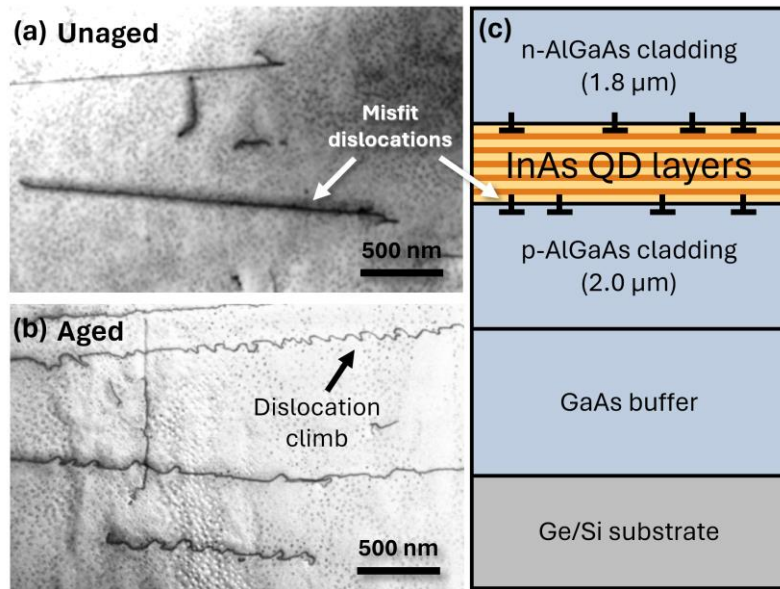 (a) Unaged
Misfit
dislocations
500 nm
(b) Aged
Dislocation
climb
500 nm
(c)
n-AlGaAs cladding
(1.8 μm)
InAs QD layers
p-AlGaAs cladding
(2.0 μm)
GaAs buffer
Ge/Si substrate